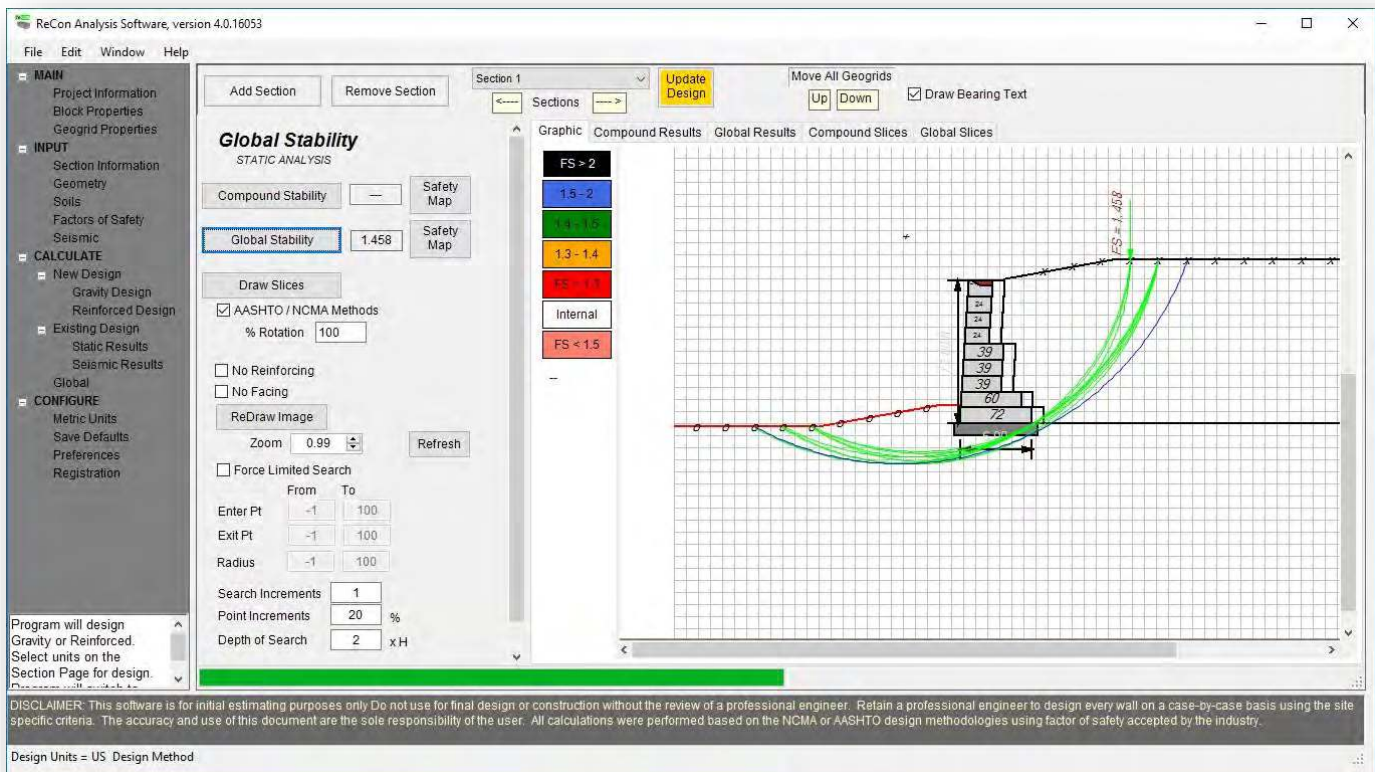 ReCon Analysis Software, version 4.0.16053
File Edit Window Help
MAIN
Project Information
Block Properties
Geogrid Properties
INPUT
Section Information
Geometry
Soils
Factors of Safety
Seismic
CALCULATE
New Design
Gravity Design
Reinforced Design
Existing Design
Static Results
Seismic Results
Global
CONFIGURE
Metric Units
Save Defaults
Preferences
Registration
Program will design
Gravity or Reinforced.
Select units on the
Section Page for design.
Add Section Remove Section
Section 1
<---- Sections ---->
Update
Design
Move All Geogrids
Up Down
Draw Bearing Text
Global Stability
STATIC ANALYSIS
Compound Stability — Safety Map
Global Stability 1.458 Safety Map
Draw Slices
AASHTO / NCMA Methods
% Rotation 100
No Reinforcing
No Facing
ReDraw Image
Zoom 0.99 Refresh
Force Limited Search
From To
Enter Pt -1 100
Exit Pt -1 100
Radius -1 100
Search Increments 1
Point Increments 20 %
Depth of Search 2 x H
Graphic Compound Results Global Results Compound Slices Global Slices
FS > 2
1.5 - 2
1.4 - 1.5
1.3 - 1.4
Internal
FS < 1.5
FS = 1.458
24
24
24
39
39
39
60
72
DISCLAIMER: This software is for initial estimating purposes only Do not use for final design or construction without the review of a professional engineer. Retain a professional engineer to design every wall on a case-by-case basis using the site
specific criteria. The accuracy and use of this document are the sole responsibility of the user. All calculations were performed based on the NCMA or AASHTO design methodologies using factor of safety accepted by the industry.
Design Units = US Design Method